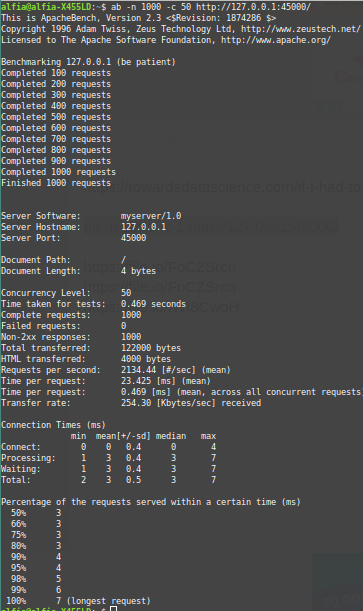 alfia@alfia-X455LD:~$ ab -n 1000 -c 50 http://127.0.0.1:45000/
This is ApacheBench, Version 2.3 <$Revision: 1874286 $>
Copyright 1996 Adam Twiss, Zeus Technology Ltd, http://www.zeustech.net/
Licensed to The Apache Software Foundation, http://www.apache.org/
Benchmarking 127.0.0.1 (be patient)
Completed 100 requests
Completed 200 requests
Completed 300 requests
Completed 400 requests
Completed 500 requests
Completed 600 requests
Completed 700 requests
Completed 800 requests
Completed 900 requests
Completed 1000 requests
Finished 1000 requests
Server Software: myserver/1.0
Server Hostname: 127.0.0.1
Server Port: 45000
Document Path: /
Document Length: 4 bytes
Concurrency Level: 50
Time taken for tests: 0.469 seconds
Complete requests: 1000
Failed requests: 0
Non-2xx responses: 1000
Total transferred: 122000 bytes
HTML transferred: 4000 bytes
Requests per second: 2134.44 [#/sec] (mean)
Time per request: 23.425 [ms] (mean)
Time per request: 0.469 [ms] (mean, across all concurrent requests
Transfer rate: 254.30 [Kbytes/sec] received
Connection Times (ms)
min mean[+/-sd] median max
Connect: 0 0 0.4 0 4
Processing: 1 3 0.4 3 7
Waiting: 1 3 0.4 3 7
Total: 2 3 0.5 3 7
Percentage of the requests served within a certain time (ms)
50% 3
66% 3
75% 3
80% 3
90% 4
95% 4
98% 5
99% 6
100% 7 (longest request)